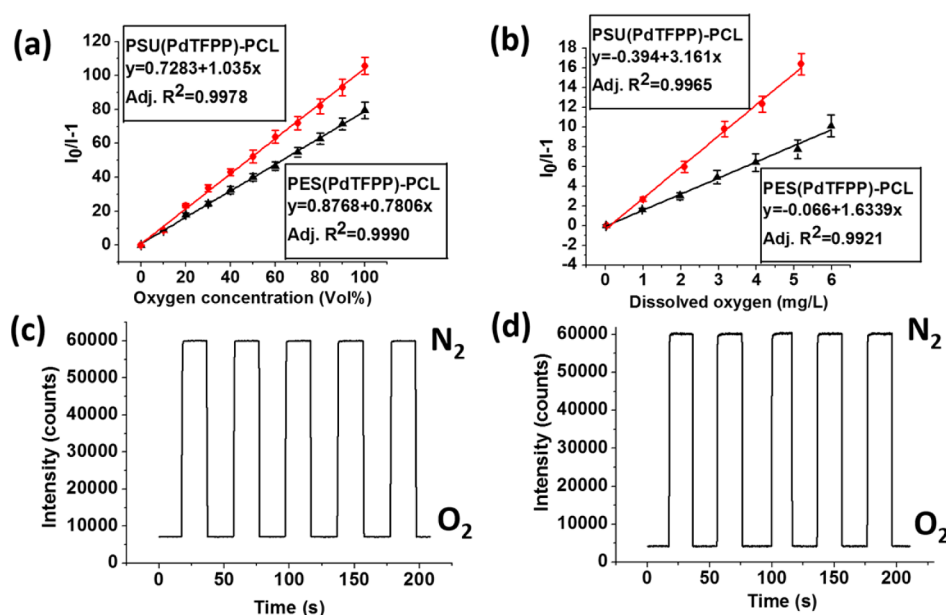 (a)
PSU(PdTFPP)-PCL
y=0.7283+1.035x
Adj. R²=0.9978
PES(PdTFPP)-PCL
y=0.8768+0.7806x
Adj. R²=0.9990
I₀/I-1
120
100
80
60
40
20
0
0 20 40 60 80 100
Oxygen concentration (Vol%)
(b)
PSU(PdTFPP)-PCL
y=-0.394+3.161x
Adj. R²=0.9965
PES(PdTFPP)-PCL
y=-0.066+1.6339x
Adj. R²=0.9921
I₀/I-1
18
16
14
12
10
8
6
4
2
0
-2
-4
0 1 2 3 4 5 6
Dissolved oxygen (mg/L)
(c)
N₂
O₂
Intensity (counts)
60000
50000
40000
30000
20000
10000
0
0 50 100 150 200
Time (s)
(d)
N₂
O₂
Intensity (counts)
60000
50000
40000
30000
20000
10000
0
0 50 100 150 200
Time (s)